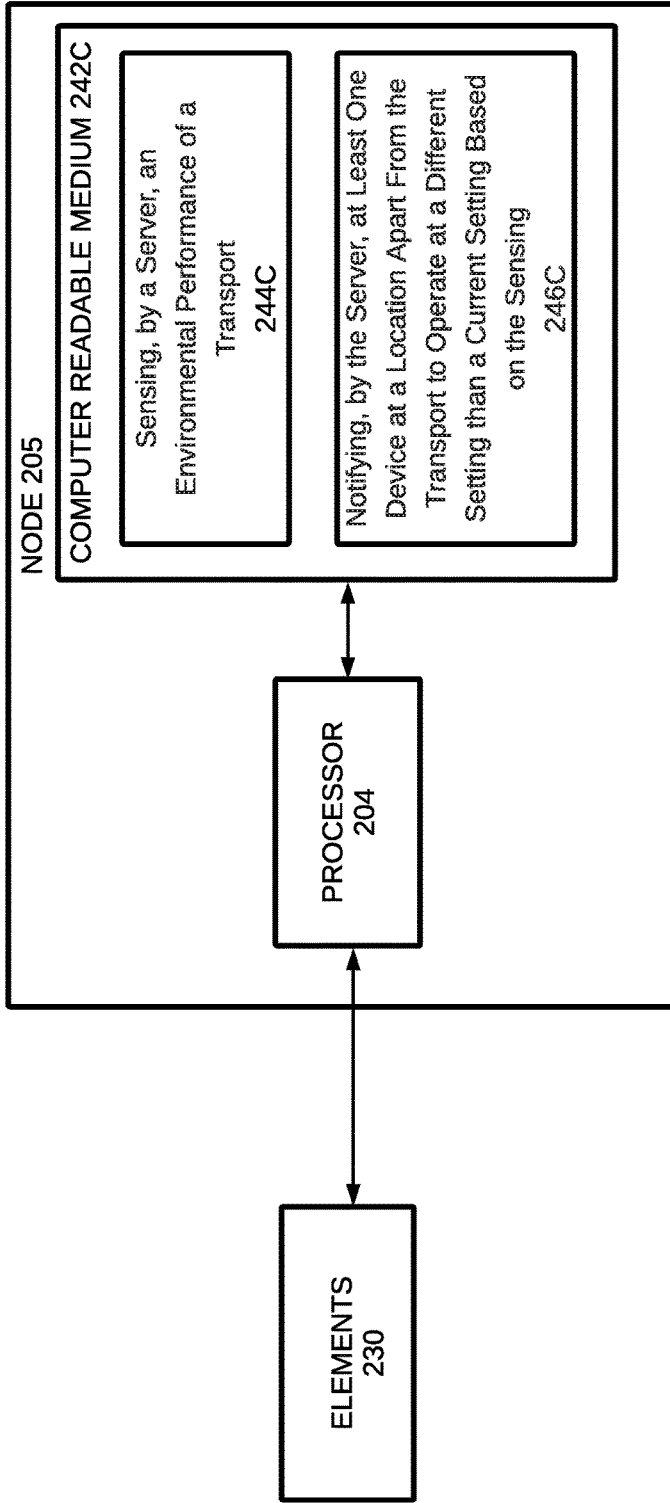 NODE 205
COMPUTER READABLE MEDIUM 242C
Sensing, by a Server, an
Environmental Performance of a
Transport
244C
Notifying, by the Server, at Least One
Device at a Location Apart From the
Transport to Operate at a Different
Setting than a Current Setting Based
on the Sensing
246C
PROCESSOR
204
ELEMENTS
230